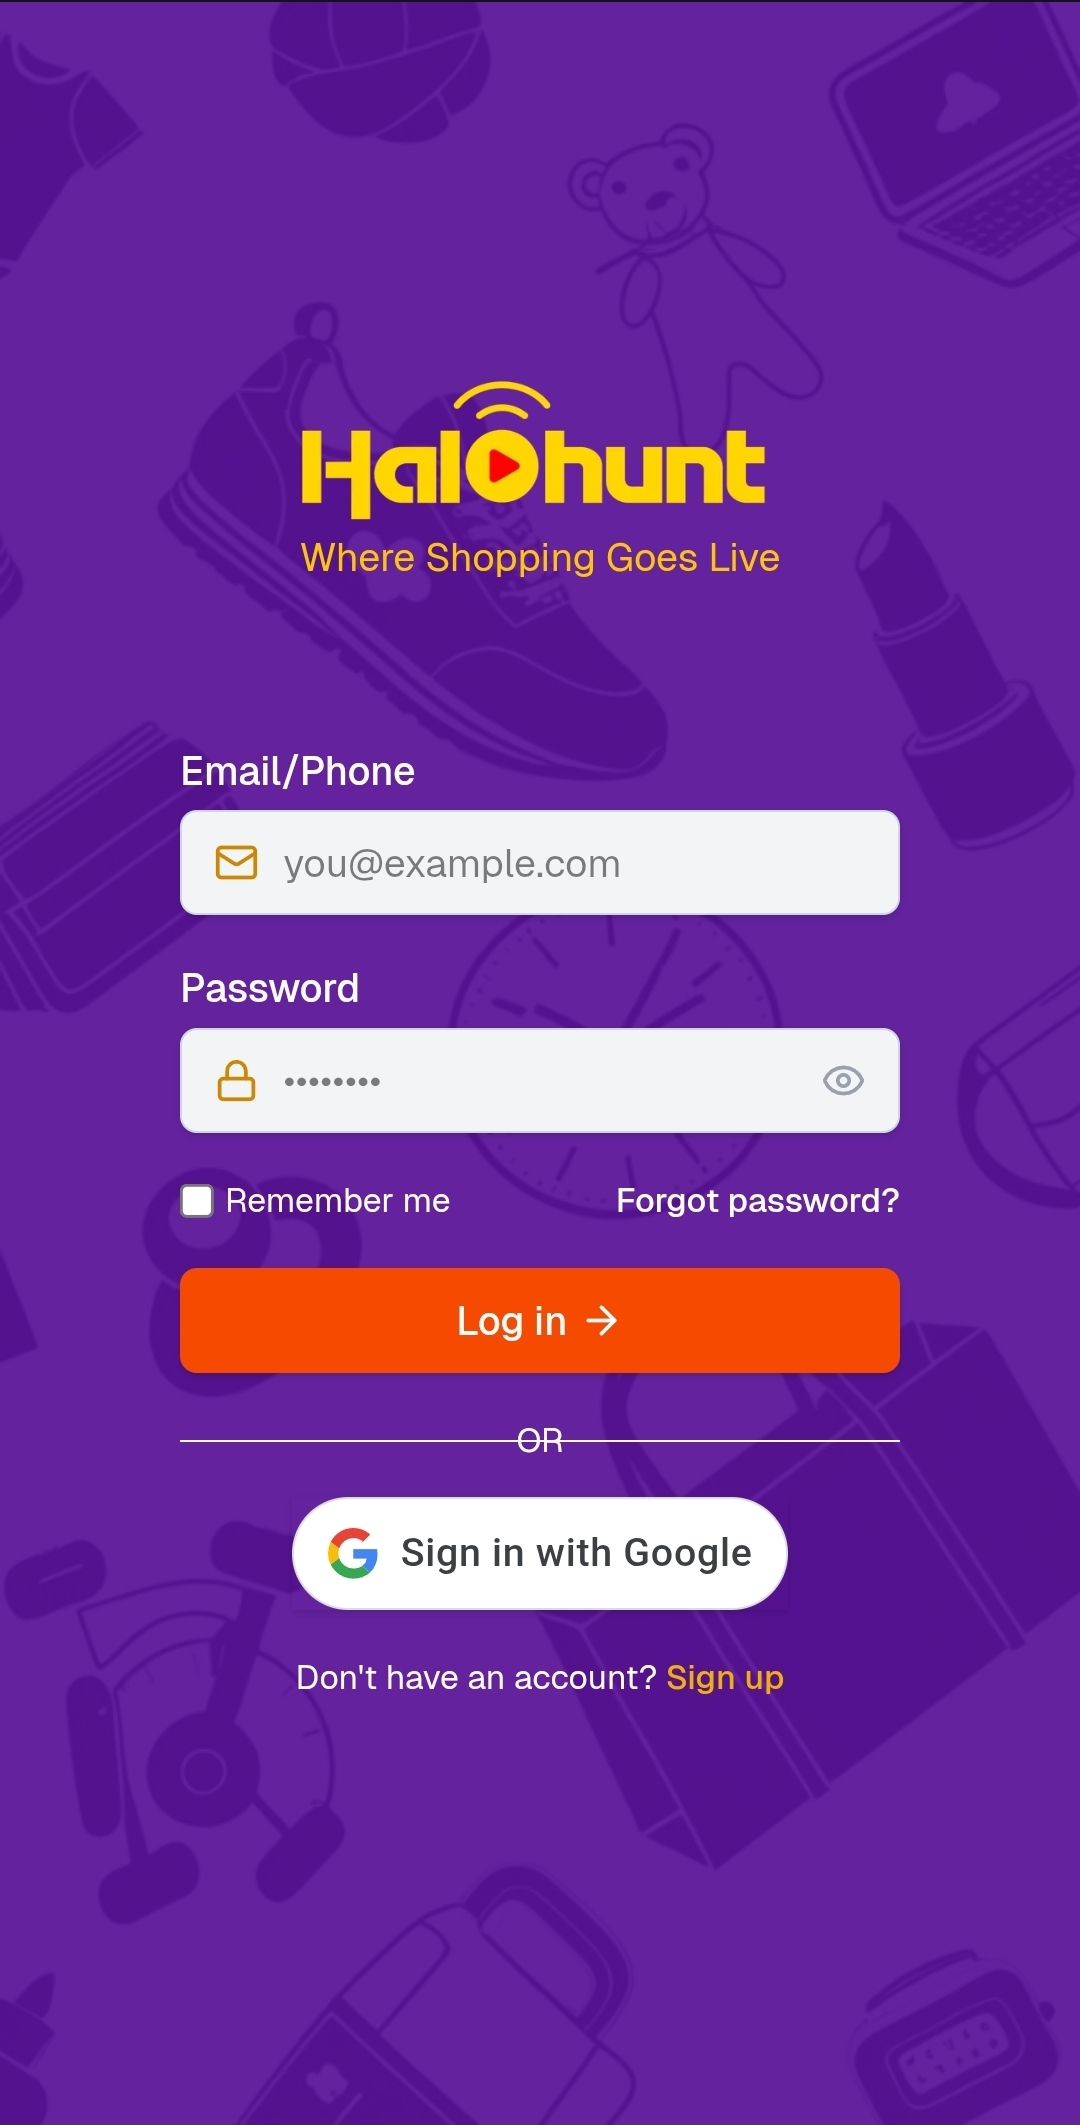 Halohunt
Where Shopping Goes Live
Email/Phone
you@example.com
Password
••••••••
Remember me
Forgot password?
Log in →
OR
Sign in with Google
Don't have an account? Sign up